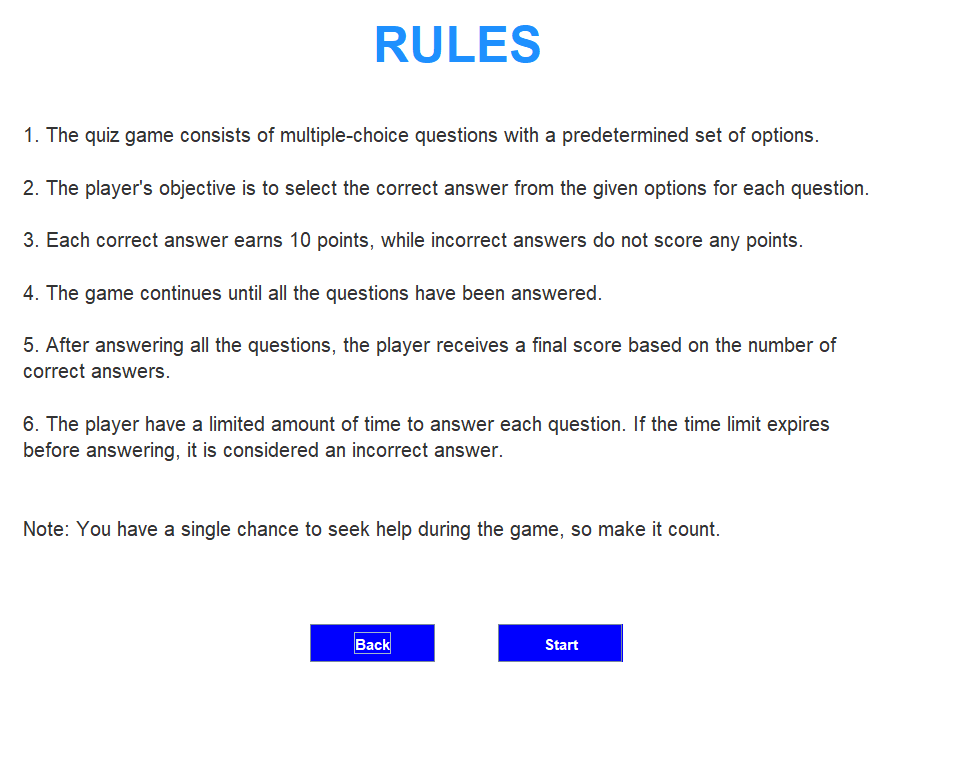 RULES
1. The quiz game consists of multiple-choice questions with a predetermined set of options.
2. The player's objective is to select the correct answer from the given options for each question.
3. Each correct answer earns 10 points, while incorrect answers do not score any points.
4. The game continues until all the questions have been answered.
5. After answering all the questions, the player receives a final score based on the number of
correct answers.
6. The player have a limited amount of time to answer each question. If the time limit expires
before answering, it is considered an incorrect answer.
Note: You have a single chance to seek help during the game, so make it count.
Back
Start